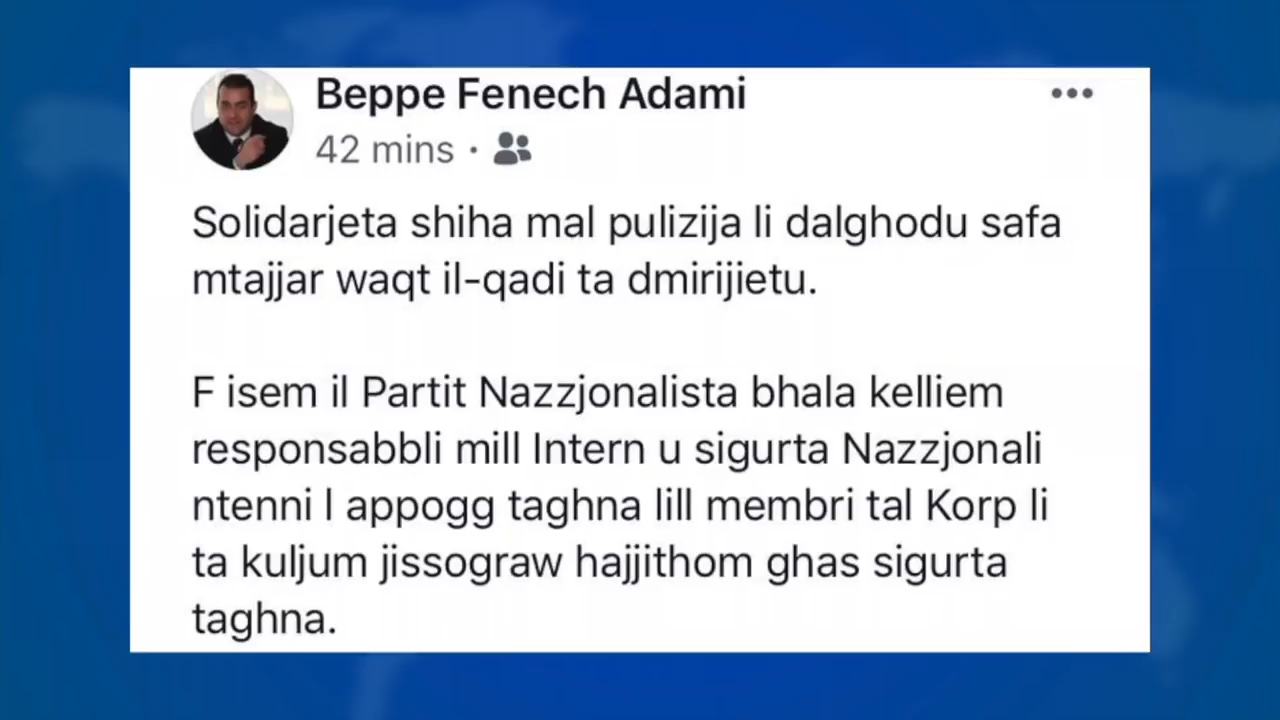 Beppe Fenech Adami
42 mins ·
Solidarjeta shiha mal pulizija li dalghodu safa
mtajjar waqt il-qadi ta dmirijietu.
F isem il Partit Nazzjonalista bhala kelliem
responsabbli mill Intern u sigurta Nazzjonali
ntenni l appogg taghna lill membri tal Korp li
ta kuljum jissograw hajjithom ghas sigurta
taghna.